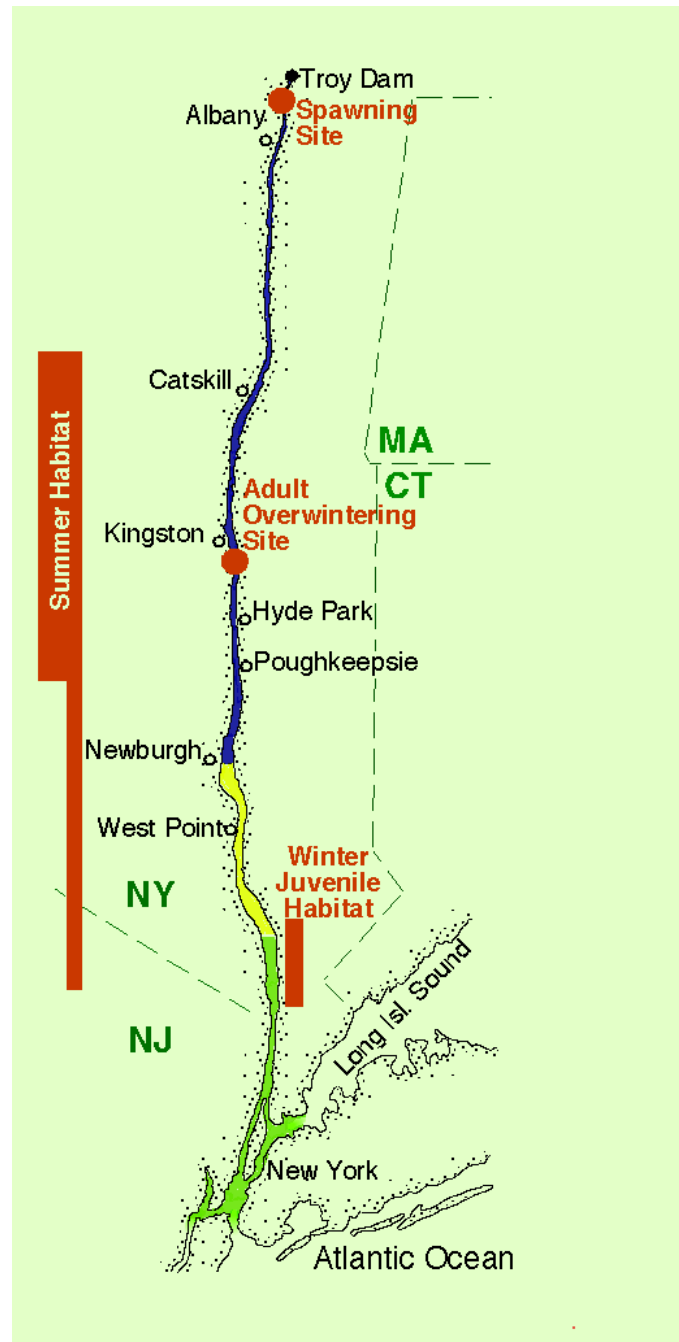 Troy Dam
Spawning
Site
Albany
Catskill
MA
CT
Summer Habitat
Adult
Overwintering
Site
Kingston
Hyde Park
Poughkeepsie
Newburgh
West Point
Winter
Juvenile
Habitat
NY
NJ
Long Isl. Sound
New York
Atlantic Ocean